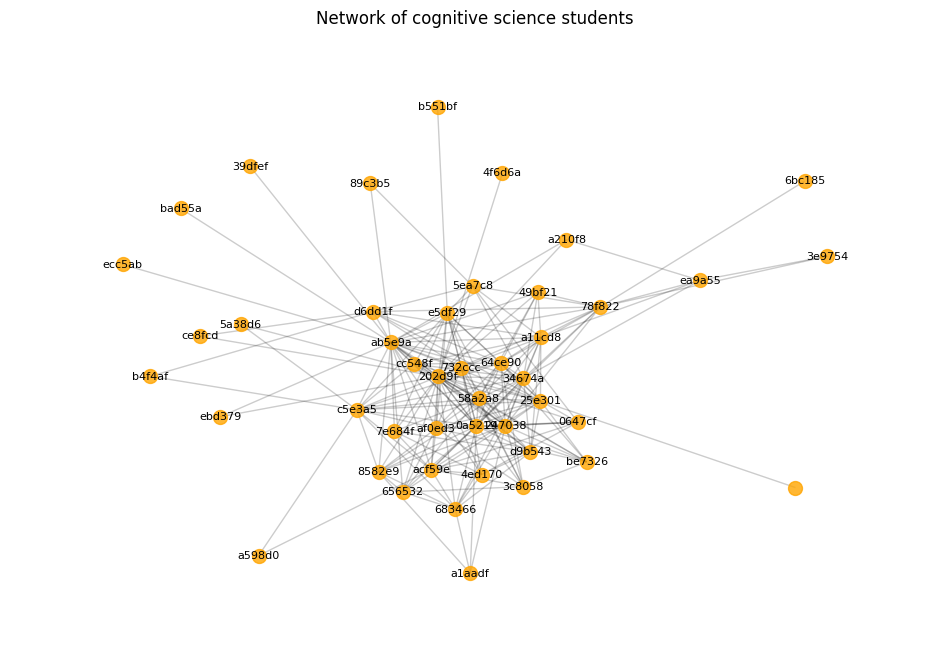 Network of cognitive science students
b551bf
39dfef
4f6d6a
89c3b5
6bc185
bad55a
a210f8
3e9754
ecc5ab
ea9a55
5ea7c8
49bf21
78f822
d6dd1f
e5df29
5a38d6
ce8fcd
a11cd8
ab5e9a
cc548f
64ce90
732ccc
b4f4af
202d9f
34674a
58a2a8
25e301
c5e3a5
ebd379
0647cf
7e684f
af0ed3
d9b543
be7326
8582e9
acf59e
4ed170
656532
3c8058
683466
a598d0
a1aadf